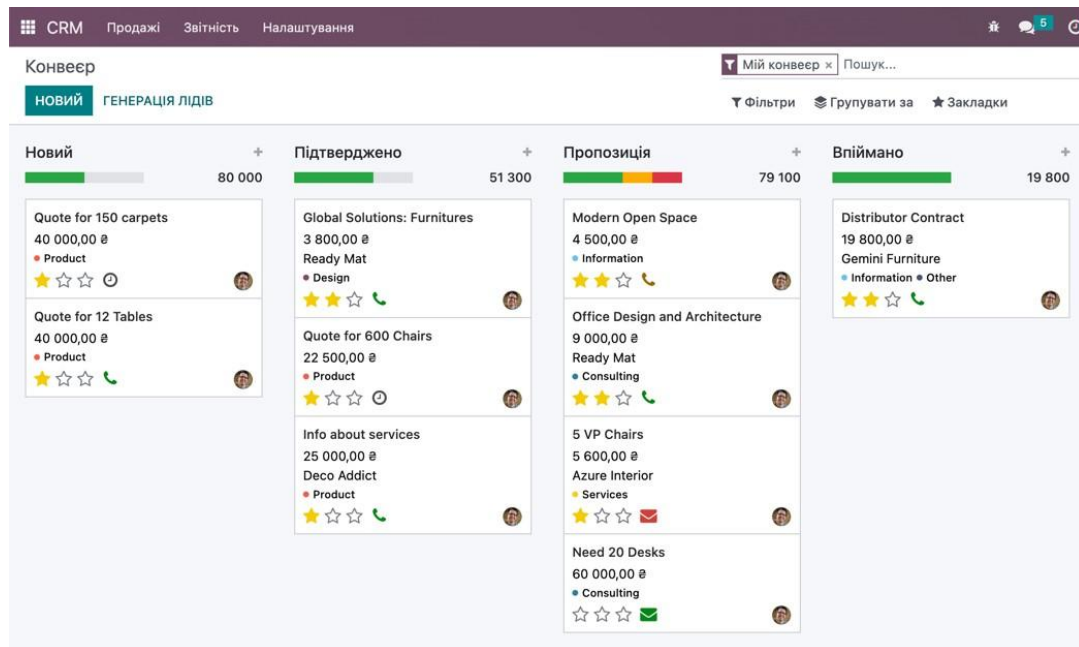 CRM Продажі Звітність Налаштування 5
Конвеєр
Мій конвеєр × Пошук...
НОВИЙ ГЕНЕРАЦІЯ ЛІДІВ
Фільтри Групувати за Закладки
Новий +
80 000
Quote for 150 carpets
40 000,00 ₴
Product
Quote for 12 Tables
40 000,00 ₴
Product
Підтверджено +
51 300
Global Solutions: Furnitures
3 800,00 ₴
Ready Mat
Design
Quote for 600 Chairs
22 500,00 ₴
Product
Info about services
25 000,00 ₴
Deco Addict
Product
Пропозиція +
79 100
Modern Open Space
4 500,00 ₴
Information
Office Design and Architecture
9 000,00 ₴
Ready Mat
Consulting
5 VP Chairs
5 600,00 ₴
Azure Interior
Services
Need 20 Desks
60 000,00 ₴
Consulting
Впіймано +
19 800
Distributor Contract
19 800,00 ₴
Gemini Furniture
Information Other